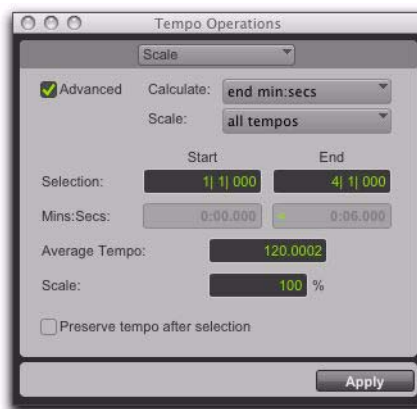 Tempo Operations
Scale
Advanced Calculate: end min:secs
Scale: all tempos
Start End
Selection: 1| 1| 000 4| 1| 000
Mins:Secs: 0:00.000 0:06.000
Average Tempo: 120.0002
Scale: 100 %
Preserve tempo after selection
Apply